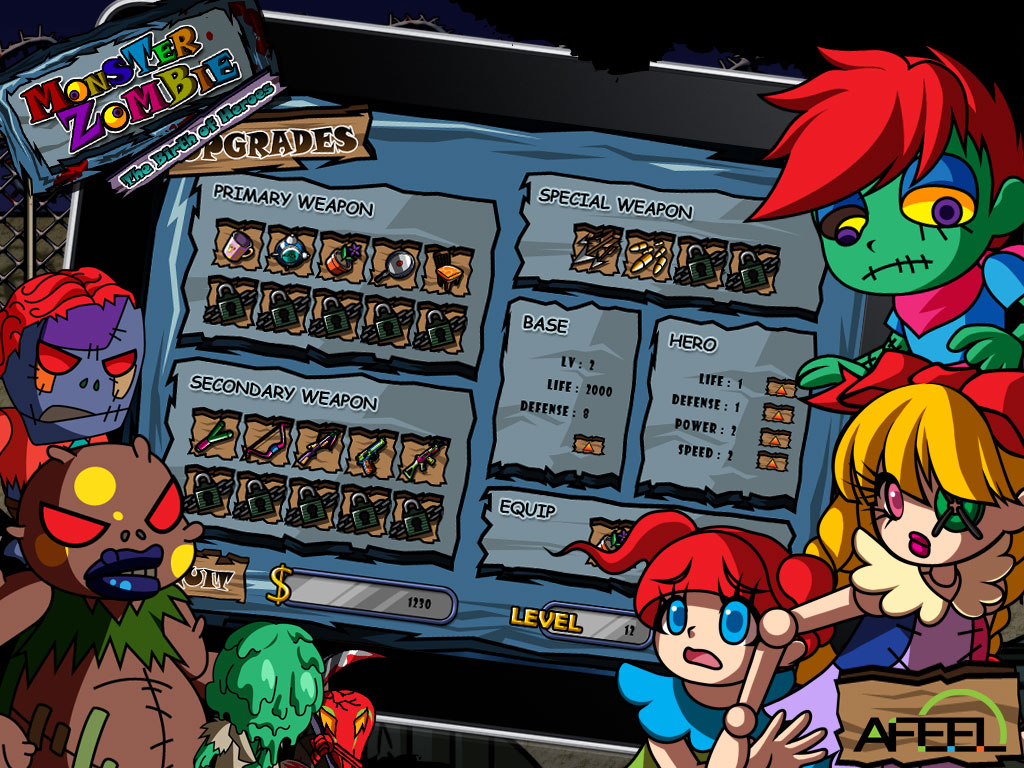 MONSTER
ZOMBIE
The Birth of Heroes
UPGRADES
PRIMARY WEAPON
SPECIAL WEAPON
BASE
LV : 2
LIFE : 2000
DEFENSE : 8
HERO
LIFE : 1
DEFENSE : 1
POWER : 2
SPEED : 2
SECONDARY WEAPON
EQUIP
$ 1230
LEVEL 12
AFEEL